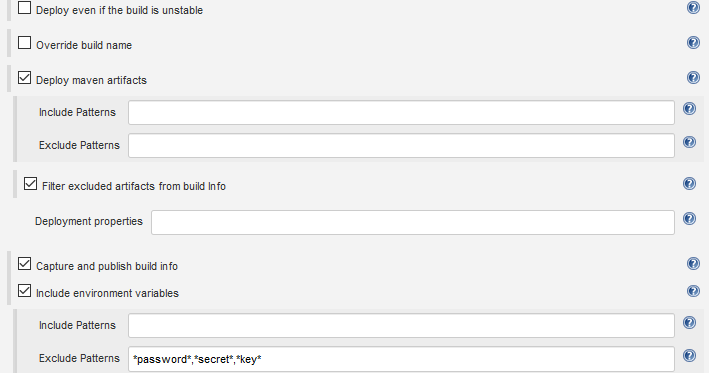 Deploy even if the build is unstable
Override build name
Deploy maven artifacts
Include Patterns
Exclude Patterns
Filter excluded artifacts from build Info
Deployment properties
Capture and publish build info
Include environment variables
Include Patterns
Exclude Patterns *password*,*secret*,*key*